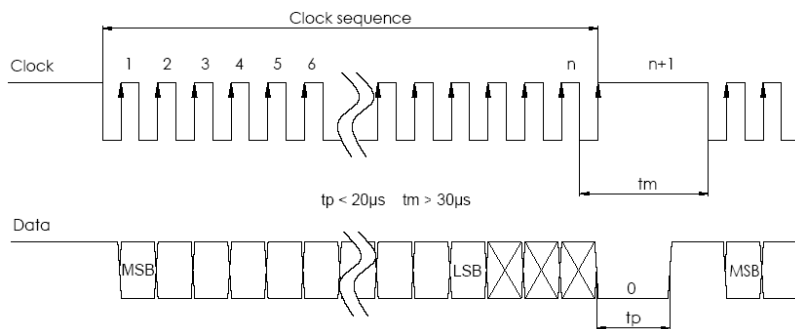 Clock sequence
Clock 1 2 3 4 5 6 n n+1
tm
tp < 20µs tm > 30µs
Data
MSB LSB 0 MSB
tp